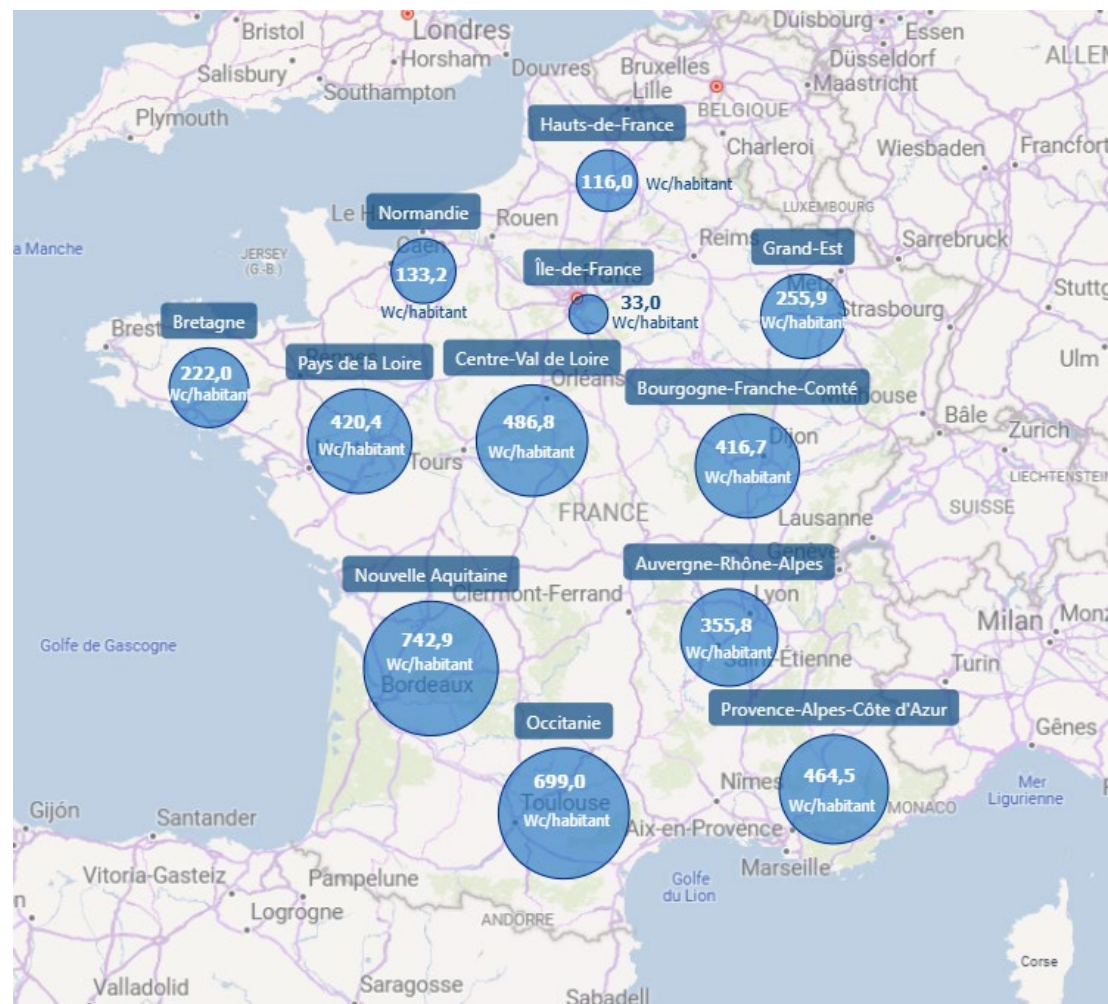 Londres
Bristol
Duisbourg
Essen
Horsham
Douvres
Bruxelles
Düsseldorf
ALLEM
Salisbury
Lille
Maastricht
Southampton
BELGIQUE
Plymouth
Hauts-de-France
Charleroi
Wiesbaden
Francfort
116,0
Wc/habitant
LUXEMBOURG
Normandie
Le H
Rouen
Caen
Reims
Grand-Est
Sarrebruck
a Manche
JERSEY
(G.-B.)
133,2
Wc/habitant
Île-de-France
Paris
33,0
Wc/habitant
Metz
255,9
Wc/habitant
Strasbourg
Stuttg
Bretagne
Brest
222,0
Wc/habitant
Pays de la Loire
Rennes
Centre-Val de Loire
Orléans
Ulm
Bourgogne-Franche-Comté
Mulhouse
420,4
Wc/habitant
486,8
Wc/habitant
416,7
Wc/habitant
Dijon
Bâle
Zurich
Tours
LIECHTENSTEIN
FRANCE
SUISSE
Lausanne
Genève
Nouvelle Aquitaine
Clermont-Ferrand
Auvergne-Rhône-Alpes
Lyon
Milan
Monz
742,9
Wc/habitant
Bordeaux
355,8
Wc/habitant
Saint-Étienne
Golfe de Gascogne
Turin
Occitanie
Provence-Alpes-Côte d'Azur
Gênes
699,0
Toulouse
Wc/habitant
Nîmes
464,5
Wc/habitant
MONACO
Mer
Ligurienne
Gijón
Santander
Aix-en-Provence
Marseille
Vitoria-Gasteiz
Pampelune
Golfe
du Lion
Logrogne
ANDORRE
Corse
Valladolid
Saragosse
Sabadell